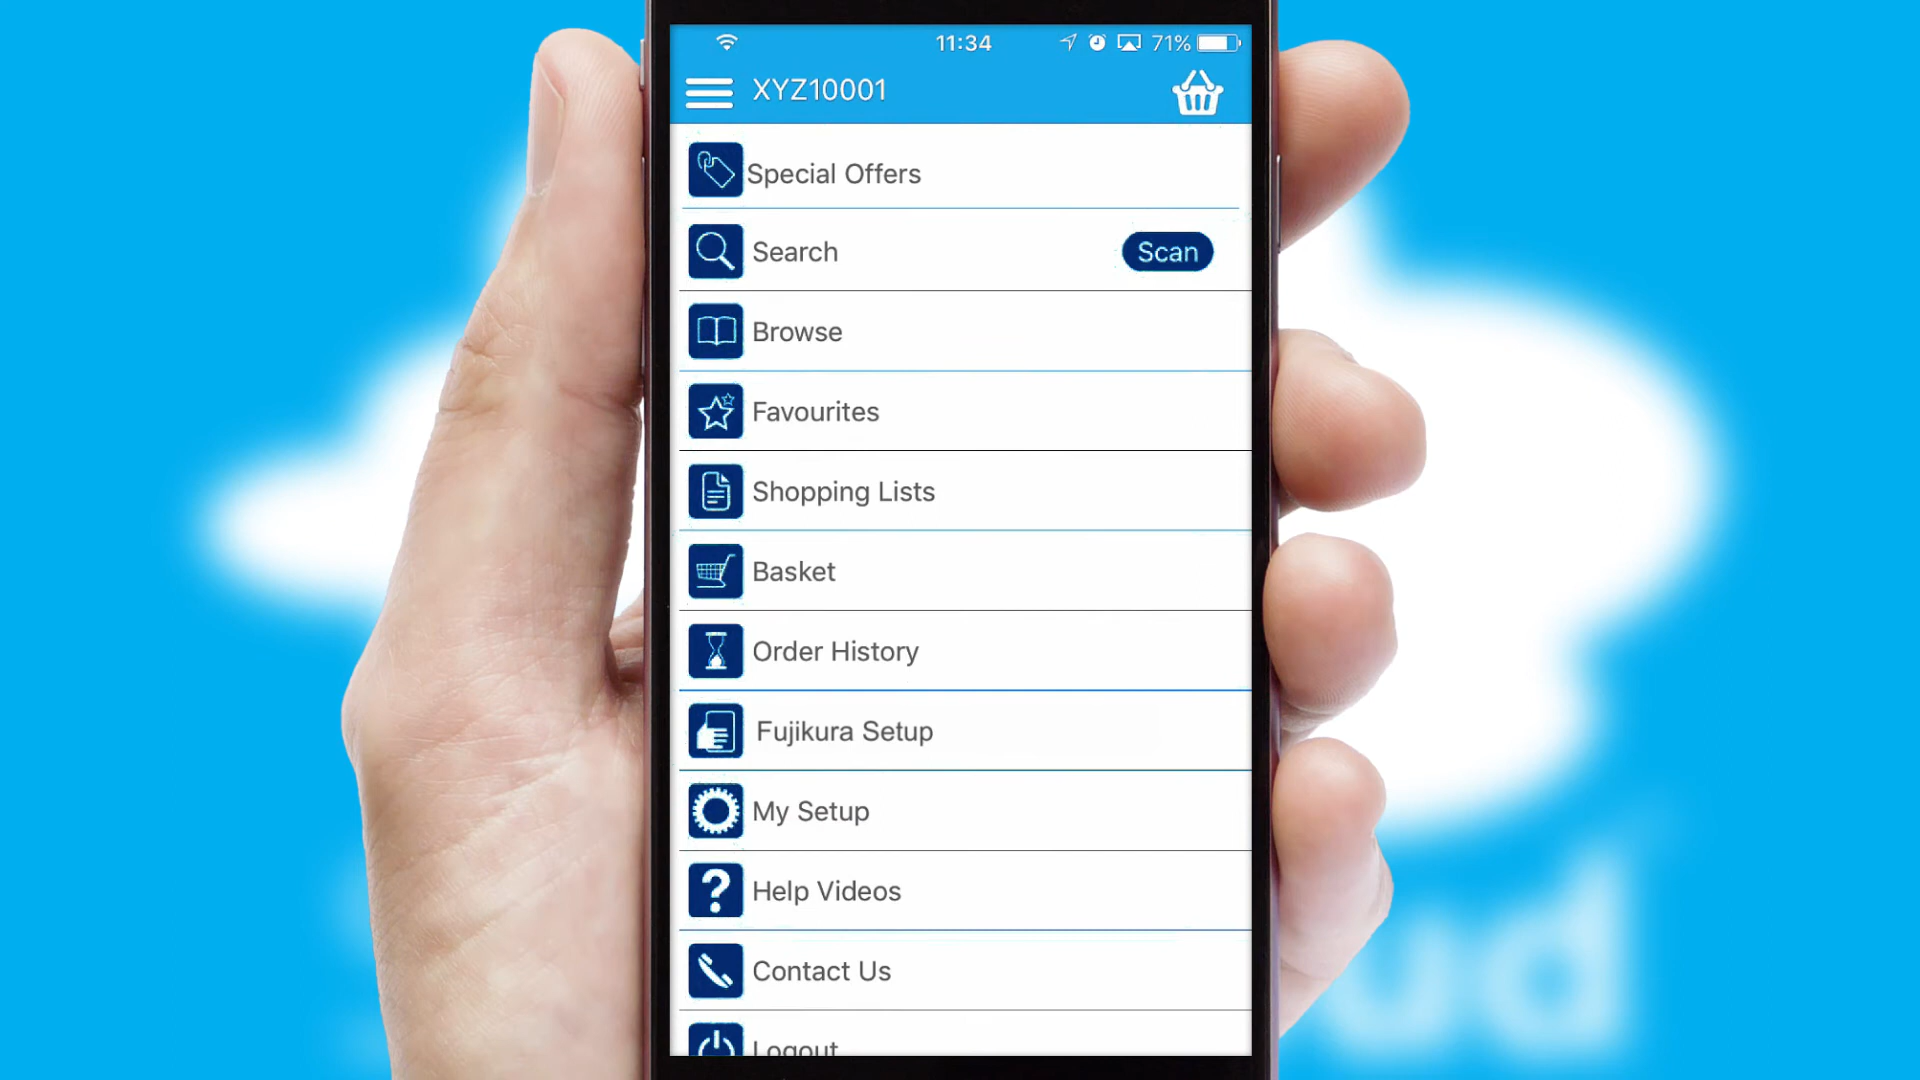 11:34
71%
XYZ10001
Special Offers
Search
Scan
Browse
Favourites
Shopping Lists
Basket
Order History
Fujikura Setup
My Setup
Help Videos
Contact Us
Logout
ud